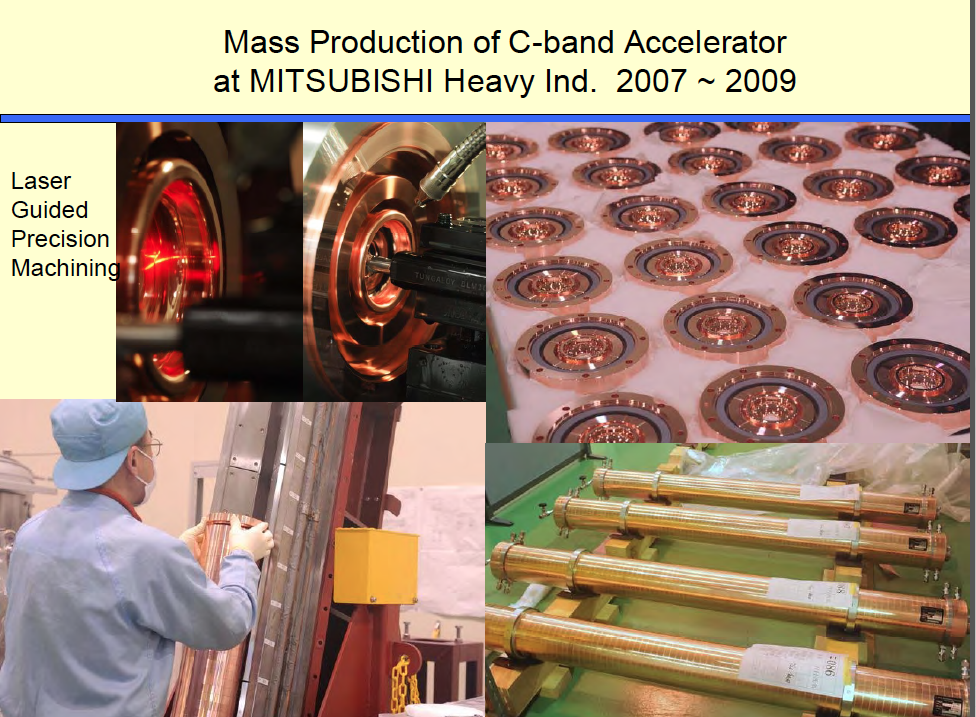 Mass Production of C-band Accelerator
at MITSUBISHI Heavy Ind. 2007 ~ 2009
Laser
Guided
Precision
Machining